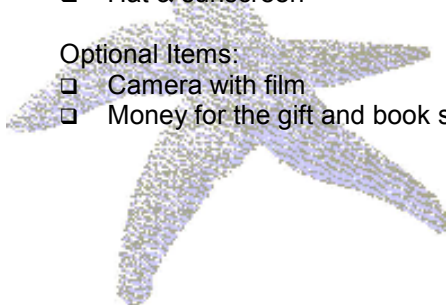 Optional Items:
❑ Camera with film
❑ Money for the gift and book